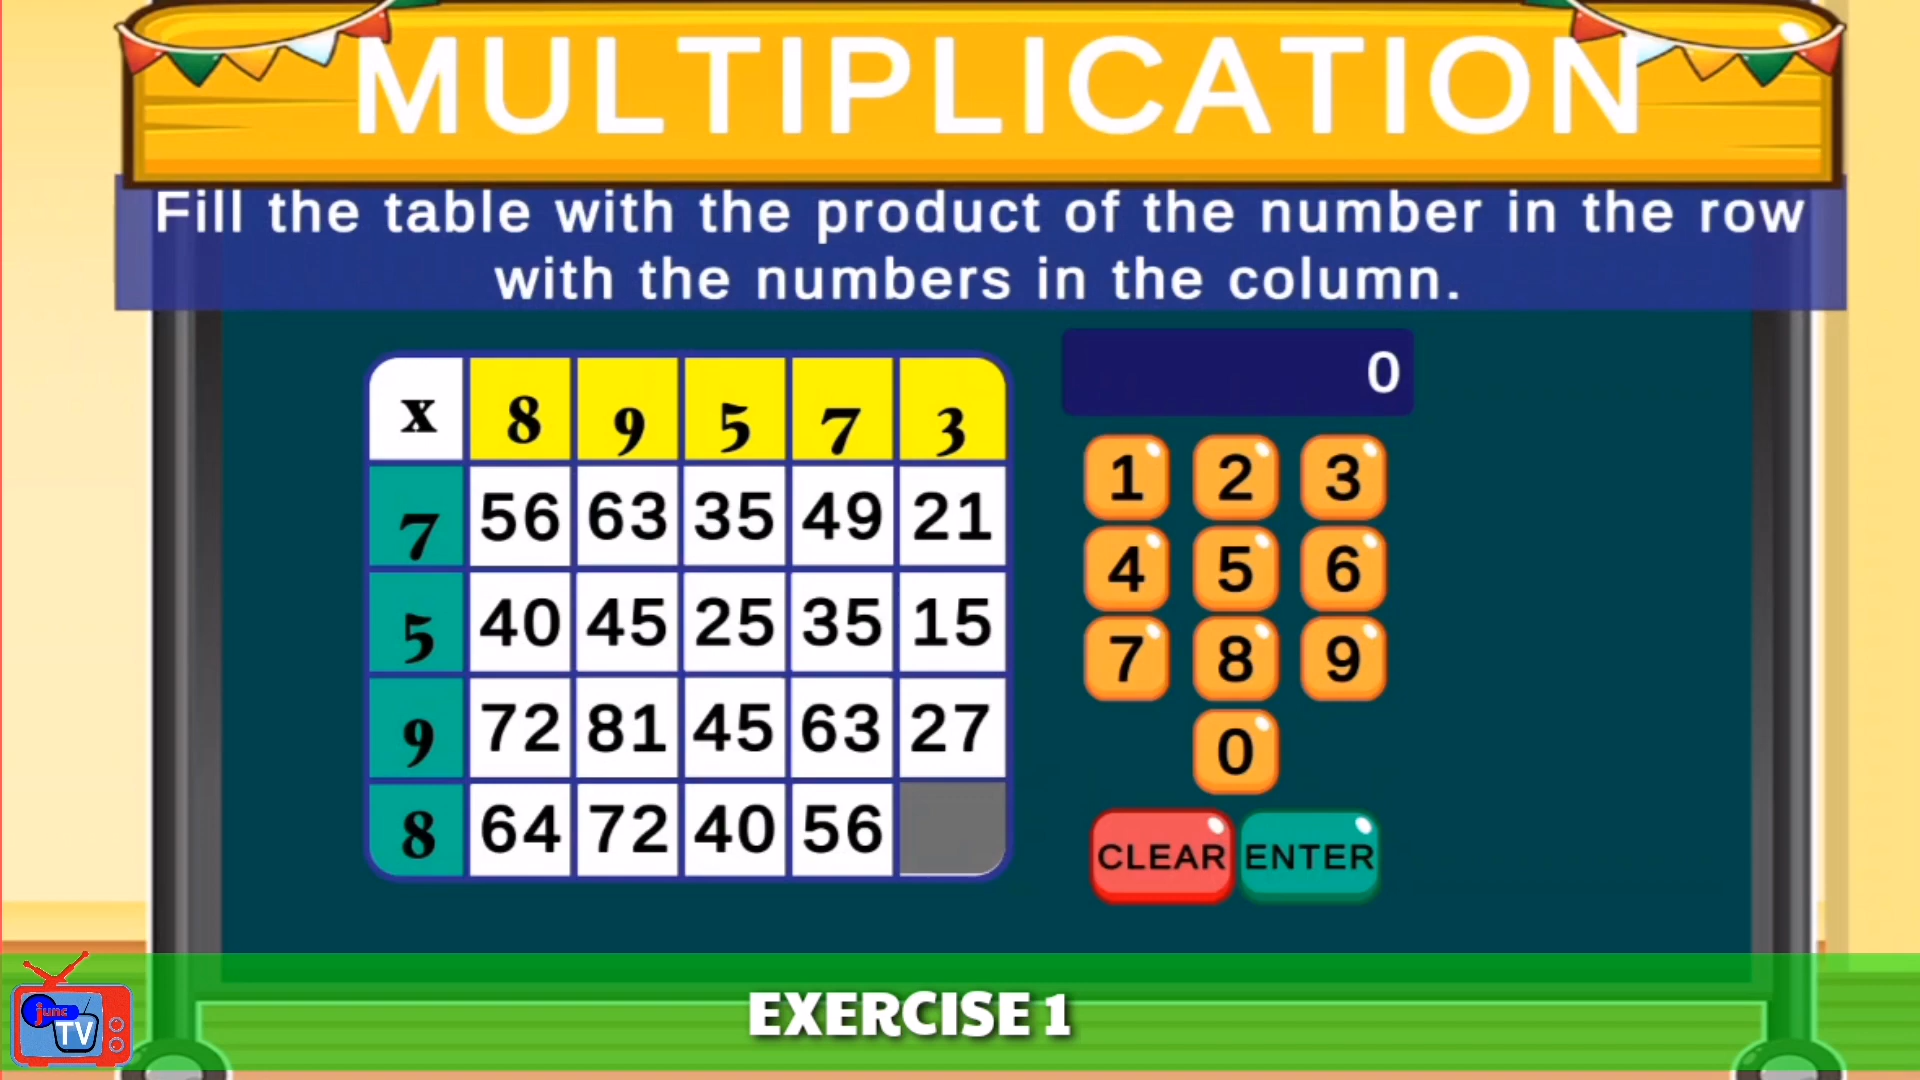 MULTIPLICATION
Fill the table with the product of the number in the row
with the numbers in the column.
x 8 9 5 7 3
7 56 63 35 49 21
5 40 45 25 35 15
9 72 81 45 63 27
8 64 72 40 56
0
1 2 3
4 5 6
7 8 9
0
CLEAR ENTER
EXERCISE 1
junc
TV